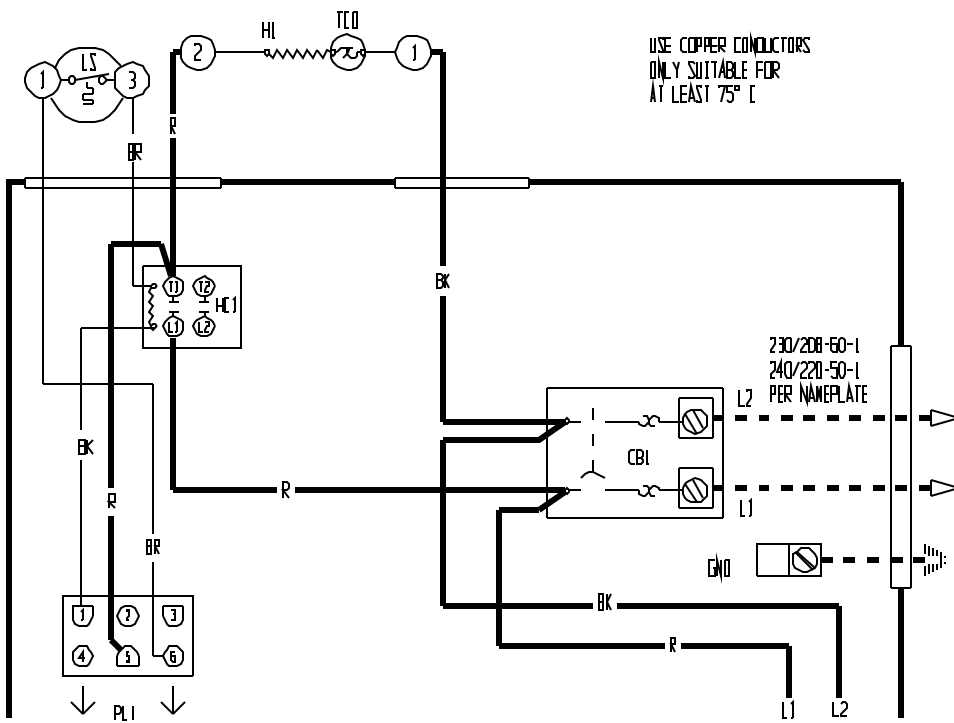 H1
TCO
2
1
LS
1
3
USE COPPER CONDUCTORS
ONLY SUITABLE FOR
AT LEAST 75° C
R
BR
BK
T1
T2
HC1
L1
L2
230/208-60-1
240/220-50-1
PER NAMEPLATE
L2
BK
CB1
R
R
L1
BR
GND
BK
1
2
3
R
4
5
6
PL1
L1
L2